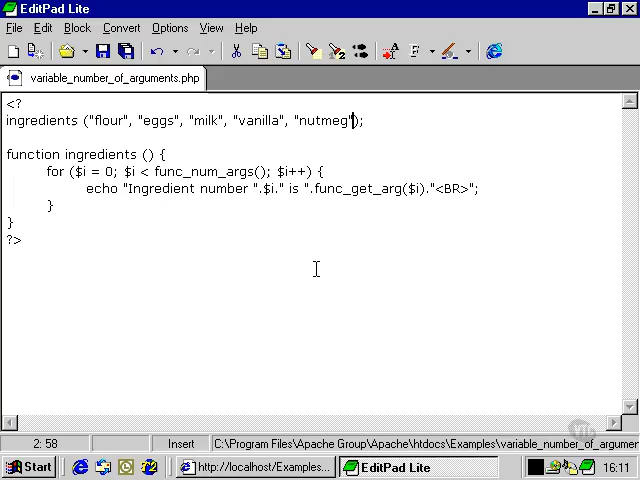 EditPad Lite
File Edit Block Convert Options View Help
variable_number_of_arguments.php
<?
ingredients ("flour", "eggs", "milk", "vanilla", "nutmeg");
function ingredients () {
for ($i = 0; $i < func_num_args(); $i++) {
echo "Ingredient number ".$i." is ".func_get_arg($i)."<BR>";
}
}
?>
2: 58 Insert C:\Program Files\Apache Group\Apache\htdocs\Examples\variable_number_of_argumer
Start http://localhost/Examples... EditPad Lite 16:11